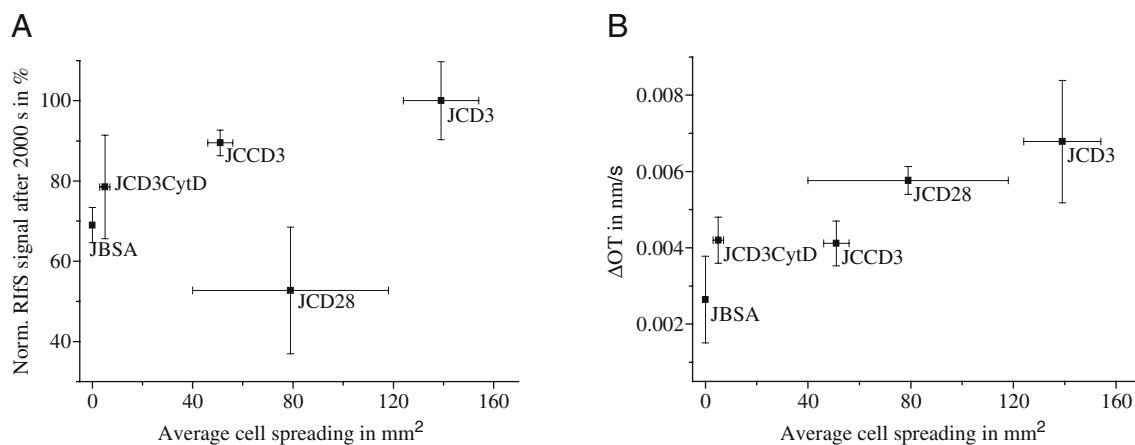 A
Norm. RIfS signal after 2000 s in %
100
80
60
40
JCD3
JCCD3
JCD3CytD
JBSA
JCD28
0 40 80 120 160
Average cell spreading in mm²
B
ΔOT in nm/s
0.008
0.006
0.004
0.002
JCD3
JCD28
JCD3CytD
JCCD3
JBSA
0 40 80 120 160
Average cell spreading in mm²